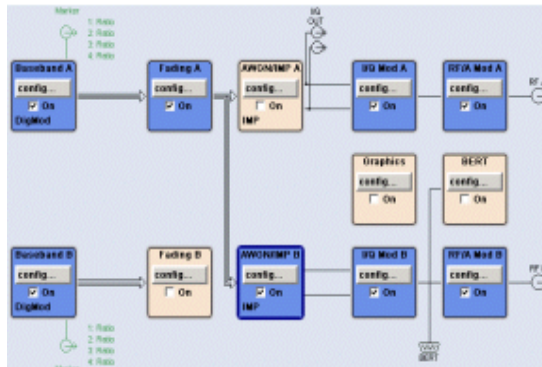 Marker
I/Q
OUT
1: Ratio
2: Ratio
3: Ratio
4: Ratio
Baseband A
config...
On
DigMod
Fading A
config...
On
AWGN/IMP A
config...
On
IMP
I/Q Mod A
config...
On
RF/A Mod A
config...
On
RF
Graphics
config...
On
BERT
config...
On
Baseband B
config...
On
DigMod
Fading B
config...
On
AWGN/IMP B
config...
On
IMP
I/Q Mod B
config...
On
RF/A Mod B
config...
On
RF
BERT
1: Ratio
2: Ratio
3: Ratio
4: Ratio
Marker